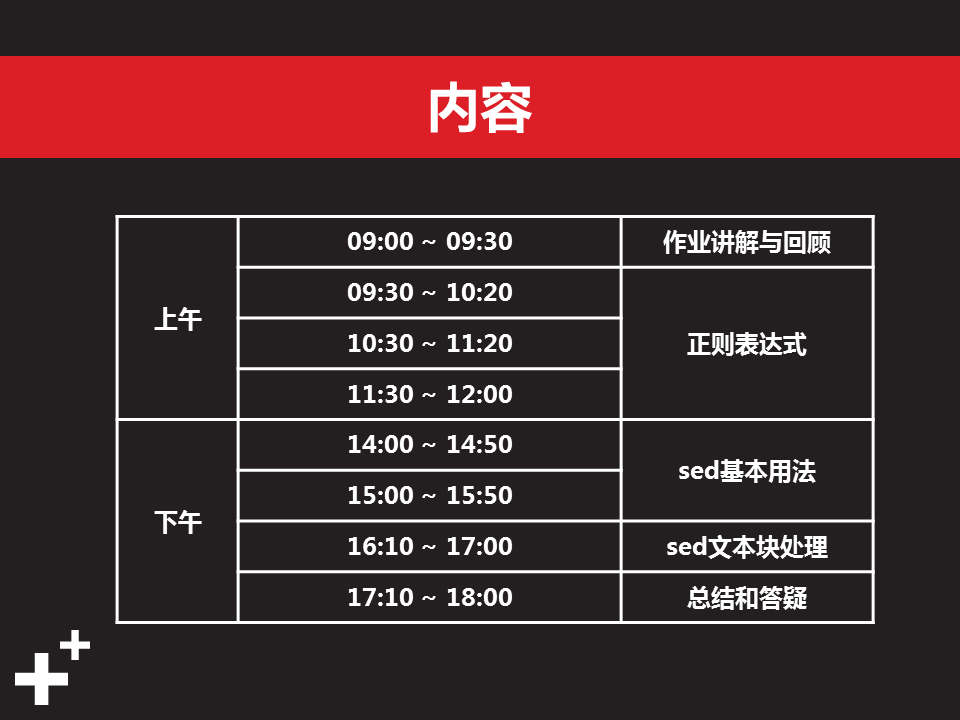 内容
上午
09:00 ~ 09:30
作业讲解与回顾
09:30 ~ 10:20
正则表达式
10:30 ~ 11:20
11:30 ~ 12:00
下午
14:00 ~ 14:50
sed基本用法
15:00 ~ 15:50
16:10 ~ 17:00
sed文本块处理
17:10 ~ 18:00
总结和答疑